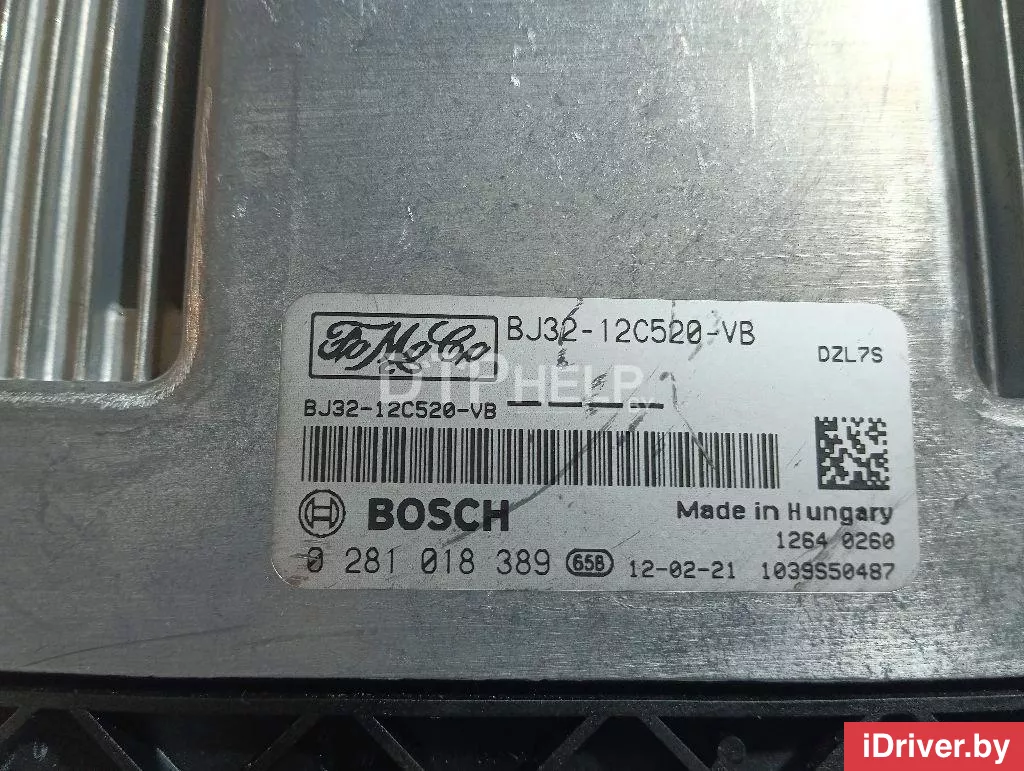 FoMoCo
BJ32-12C520-VB
DZL7S
DTPHELP.BY
BJ32-12C520-VB
BOSCH
Made in Hungary
1264 0260
0 281 018 389 65B 12-02-21 1039S50487
iDriver.by